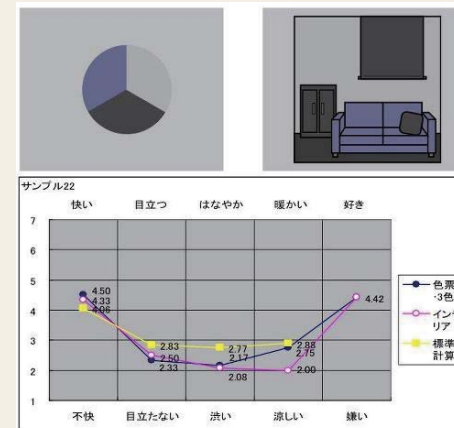 サンプル22
快い 目立つ はなやか 暖かい 好き
7
6
5
4
3
2
1
4.50
4.33
4.06
2.83
2.50
2.33
2.77
2.17
2.08
2.88
2.75
2.00
4.42
不快 目立たない 渋い 涼しい 嫌い
色票
-3色
インテ
リア
標準
計算